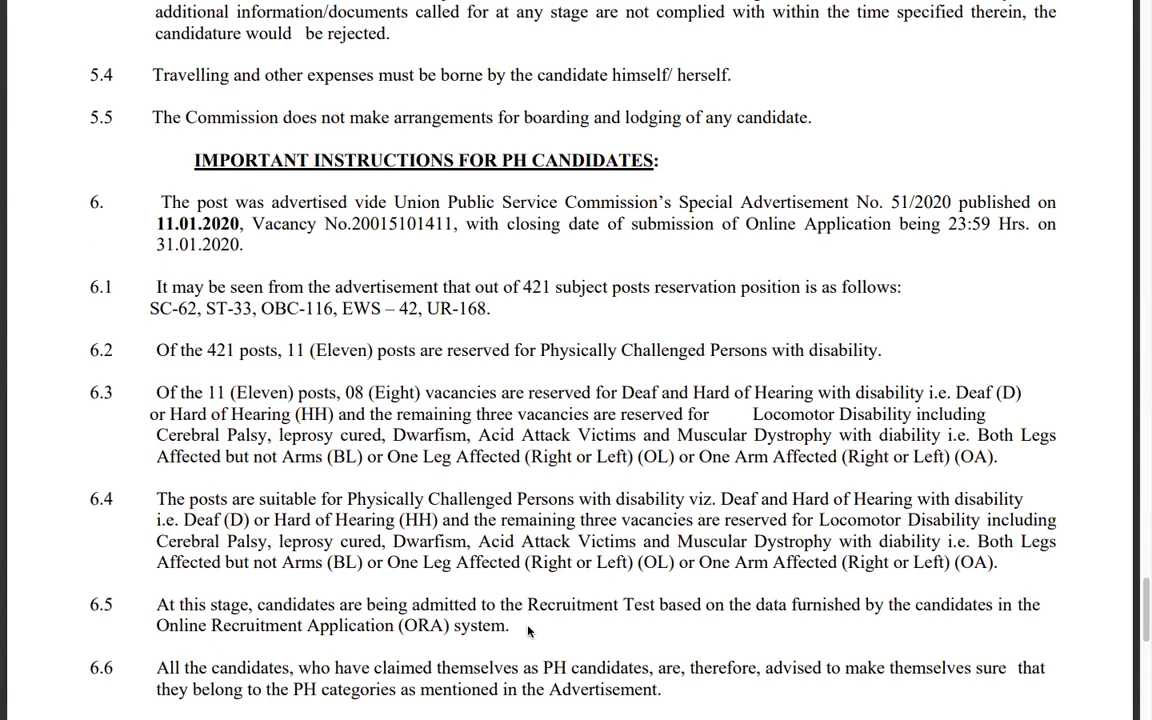 additional information/documents called for at any stage are not complied with within the time specified therein, the
candidature would be rejected.
5.4 Travelling and other expenses must be borne by the candidate himself/ herself.
5.5 The Commission does not make arrangements for boarding and lodging of any candidate.
IMPORTANT INSTRUCTIONS FOR PH CANDIDATES:
6. The post was advertised vide Union Public Service Commission's Special Advertisement No. 51/2020 published on
11.01.2020, Vacancy No.20015101411, with closing date of submission of Online Application being 23:59 Hrs. on
31.01.2020.
6.1 It may be seen from the advertisement that out of 421 subject posts reservation position is as follows:
SC-62, ST-33, OBC-116, EWS – 42, UR-168.
6.2 Of the 421 posts, 11 (Eleven) posts are reserved for Physically Challenged Persons with disability.
6.3 Of the 11 (Eleven) posts, 08 (Eight) vacancies are reserved for Deaf and Hard of Hearing with disability i.e. Deaf (D)
or Hard of Hearing (HH) and the remaining three vacancies are reserved for Locomotor Disability including
Cerebral Palsy, leprosy cured, Dwarfism, Acid Attack Victims and Muscular Dystrophy with diability i.e. Both Legs
Affected but not Arms (BL) or One Leg Affected (Right or Left) (OL) or One Arm Affected (Right or Left) (OA).
6.4 The posts are suitable for Physically Challenged Persons with disability viz. Deaf and Hard of Hearing with disability
i.e. Deaf (D) or Hard of Hearing (HH) and the remaining three vacancies are reserved for Locomotor Disability including
Cerebral Palsy, leprosy cured, Dwarfism, Acid Attack Victims and Muscular Dystrophy with diability i.e. Both Legs
Affected but not Arms (BL) or One Leg Affected (Right or Left) (OL) or One Arm Affected (Right or Left) (OA).
6.5 At this stage, candidates are being admitted to the Recruitment Test based on the data furnished by the candidates in the
Online Recruitment Application (ORA) system.
6.6 All the candidates, who have claimed themselves as PH candidates, are, therefore, advised to make themselves sure that
they belong to the PH categories as mentioned in the Advertisement.